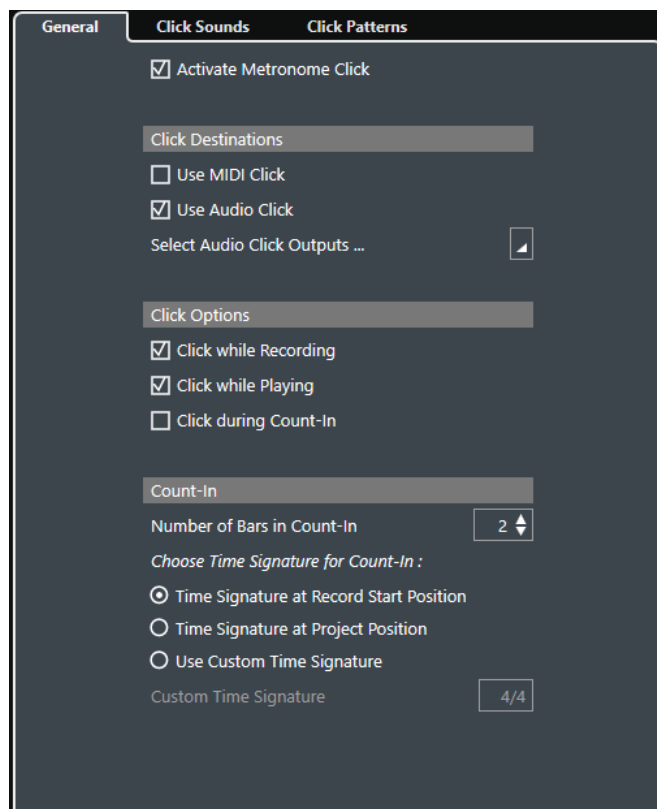 General Click Sounds Click Patterns
Activate Metronome Click
Click Destinations
Use MIDI Click
Use Audio Click
Select Audio Click Outputs ...
Click Options
Click while Recording
Click while Playing
Click during Count-In
Count-In
Number of Bars in Count-In 2
Choose Time Signature for Count-In :
Time Signature at Record Start Position
Time Signature at Project Position
Use Custom Time Signature
Custom Time Signature 4/4